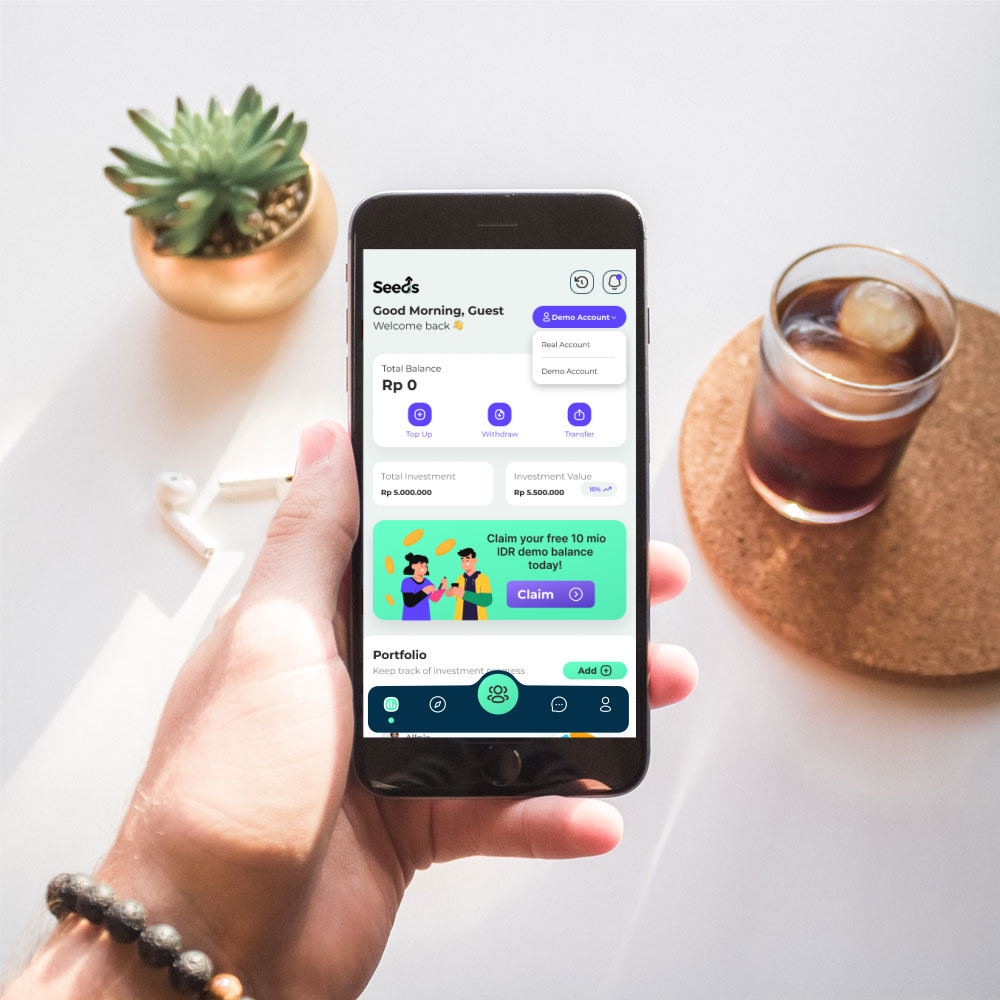 Seeds
Good Morning, Guest
Welcome back 👋
Demo Account
Real Account
Demo Account
Total Balance
Rp 0
Top Up
Withdraw
Transfer
Total Investment
Rp 5.000.000
Investment Value
Rp 5.500.000
10%
Claim your free 10 mio
IDR demo balance
today!
Claim
Portfolio
Keep track of investment progress
Add